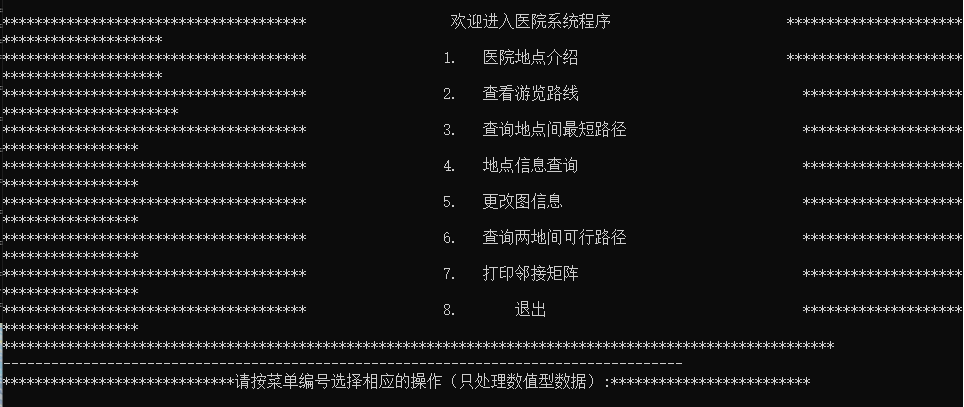 ************************************** 欢迎进入医院系统程序 **********************
********************
************************************** 1. 医院地点介绍 **********************
********************
************************************** 2. 查看游览路线 ********************
**********************
************************************** 3. 查询地点间最短路径 ********************
*****************
************************************** 4. 地点信息查询 ********************
*****************
************************************** 5. 更改图信息 ********************
*****************
************************************** 6. 查询两地间可行路径 ********************
*****************
************************************** 7. 打印邻接矩阵 ********************
*****************
************************************** 8. 退出 ********************
*****************
********************************************************************************************************
-------------------------------------------------------------------------------------
*****************************请按菜单编号选择相应的操作（只处理数值型数据）:*************************